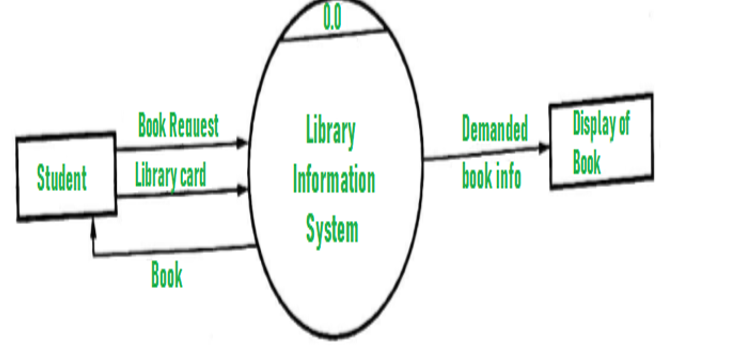 0.0
Book Request
Library card
Student
Library
Information
System
Book
Demanded
book info
Display of
Book